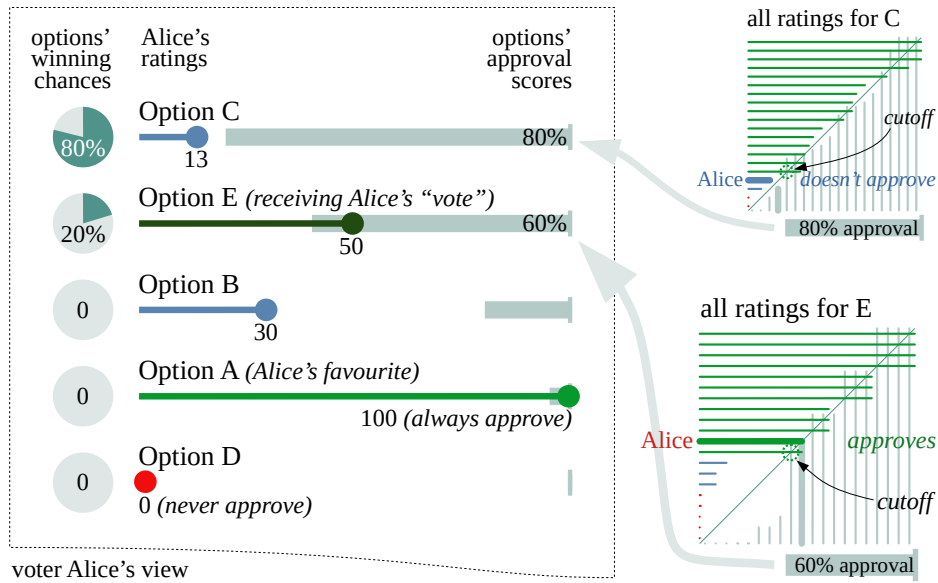 options’ winning chances
Alice’s ratings
options’ approval scores
Option C
80%
13
80%
Option E (receiving Alice’s “vote”)
20%
50
60%
Option B
0
30
Option A (Alice’s favourite)
0
100 (always approve)
Option D
0
0 (never approve)
voter Alice’s view
all ratings for C
cutoff
Alice
doesn’t approve
80% approval
all ratings for E
Alice
approves
cutoff
60% approval